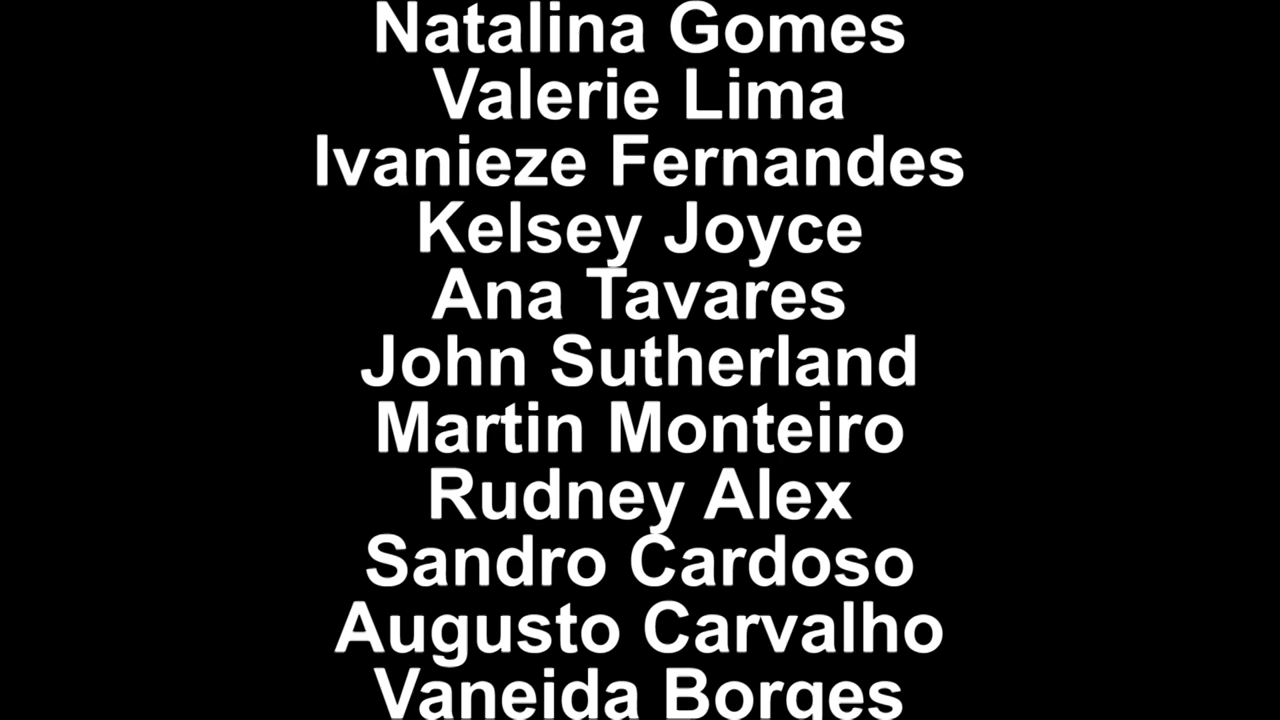 Natalina Gomes
Valerie Lima
Ivanieze Fernandes
Kelsey Joyce
Ana Tavares
John Sutherland
Martin Monteiro
Rudney Alex
Sandro Cardoso
Augusto Carvalho
Vaneida Borges